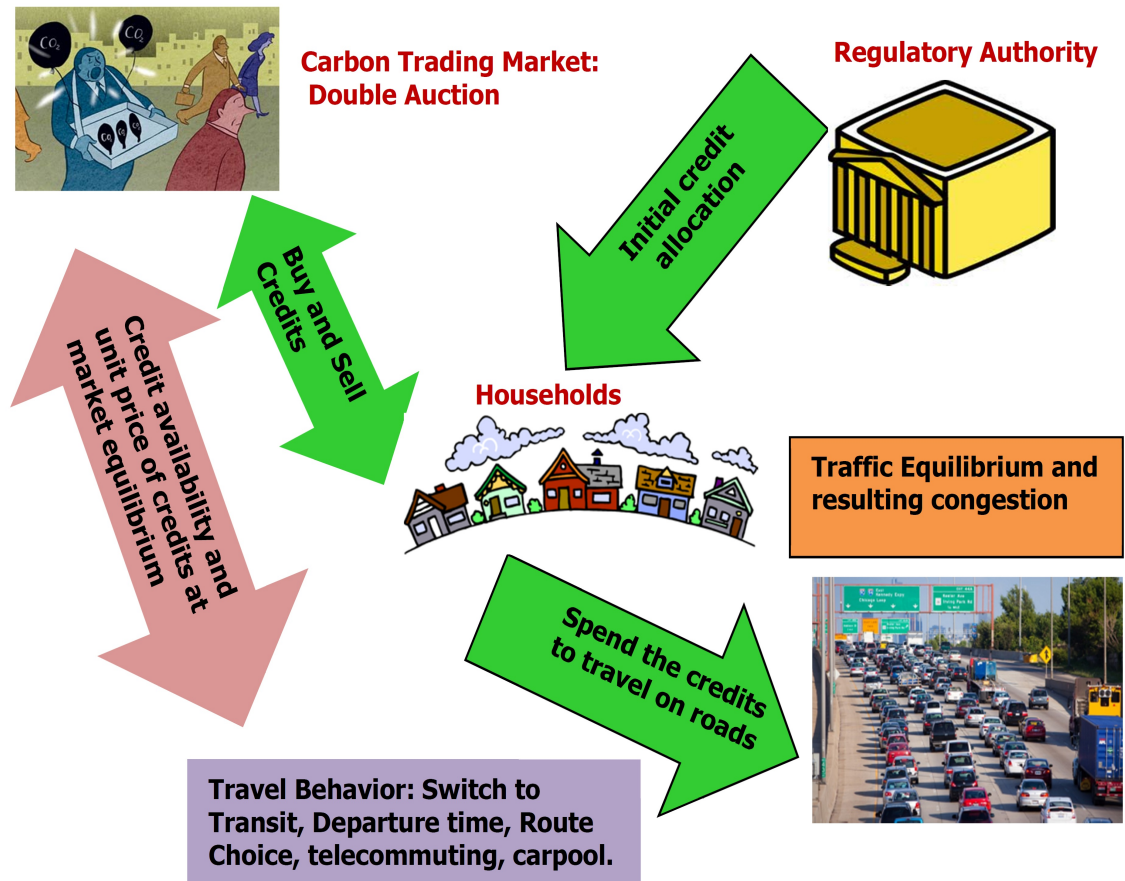 CO₂
CO₂
Carbon Trading Market:
Double Auction
Regulatory Authority
Initial credit
allocation
Buy and Sell
Credits
Credit availability and
unit price of credits at
market equilibrium
Households
Traffic Equilibrium and
resulting congestion
Spend the credits
to travel on roads
Travel Behavior: Switch to
Transit, Departure time, Route
Choice, telecommuting, carpool.